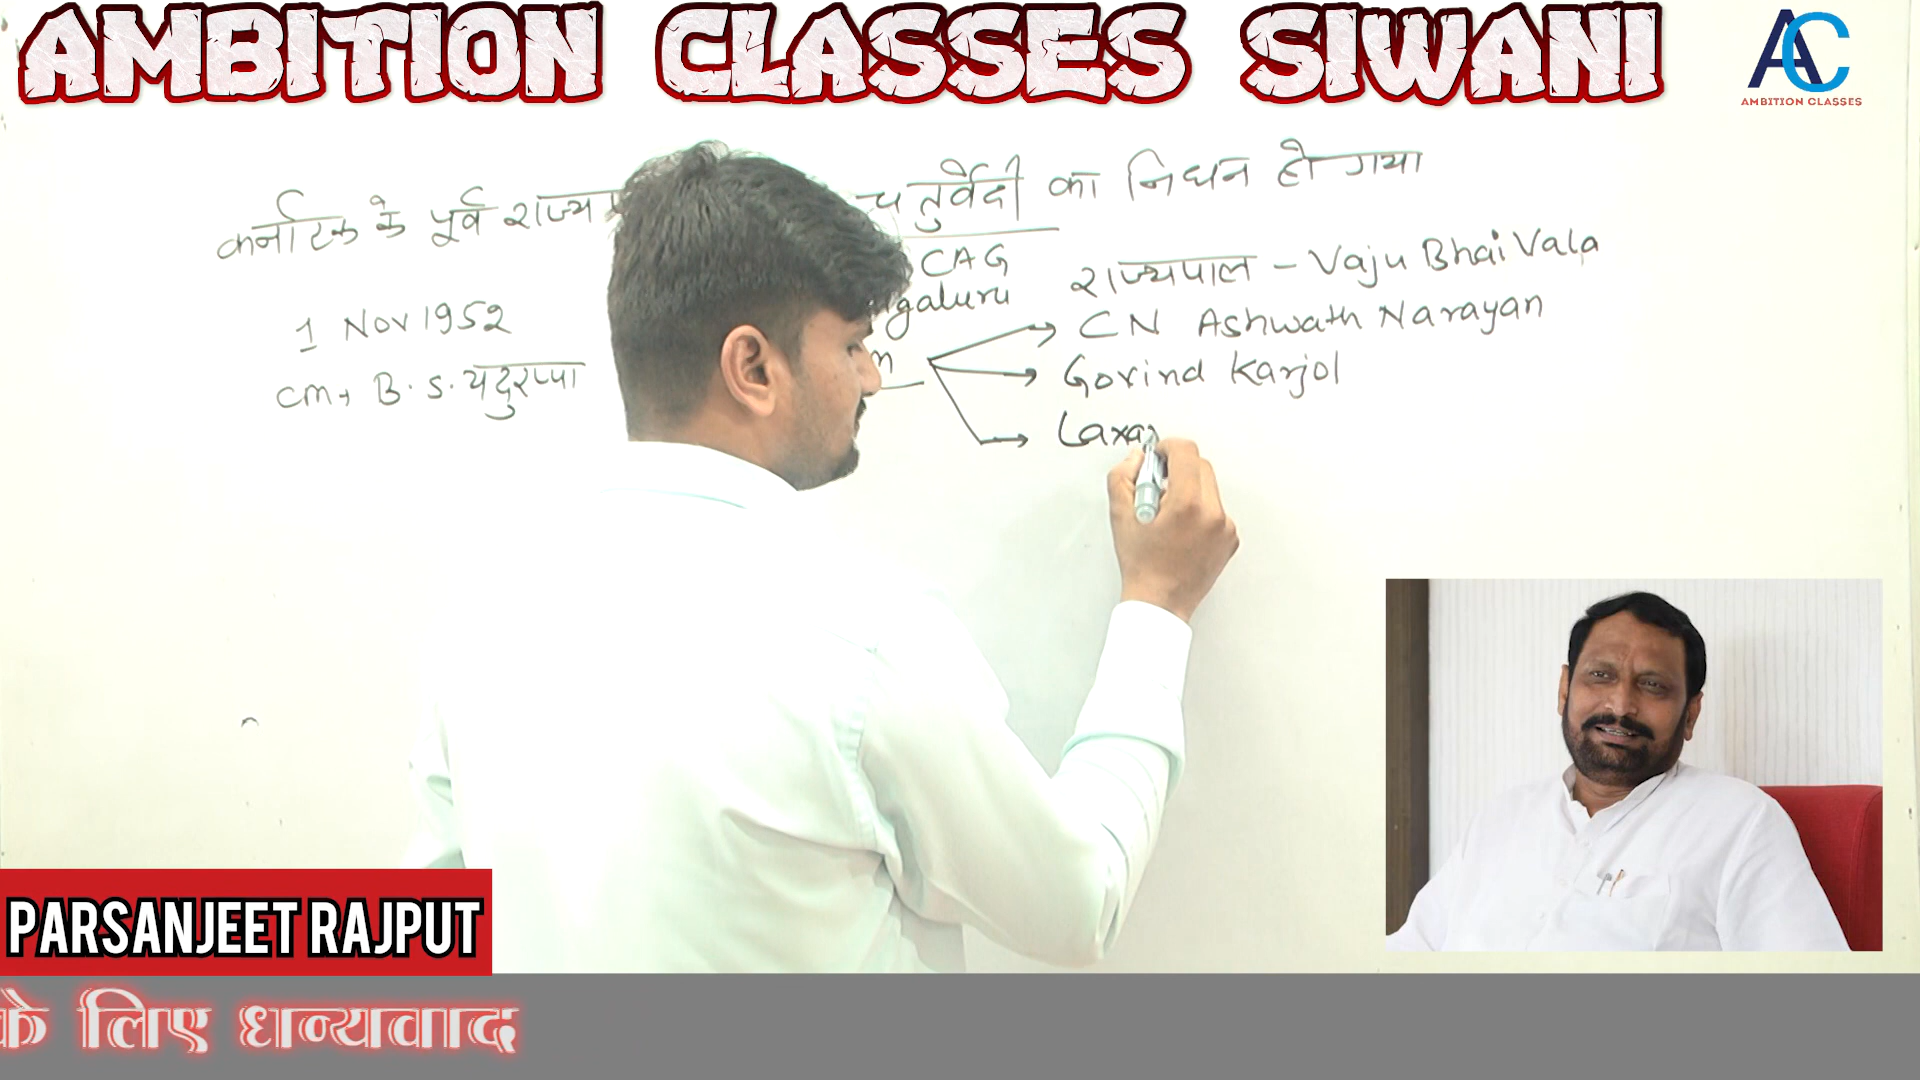 AMBITION CLASSES SIWANI
AC
AMBITION CLASSES
कर्नाटक के पूर्व राज्य चतुर्वेदी का निधन हो गया
CAG
राज्यपाल - Vaju Bhai Vala
1 Nov 1952
galuru
CN Ashwath Narayan
CM → B. S. यदुरप्पा
Govind Karjol
Laxa
PARSANJEET RAJPUT
के लिए धन्यवाद